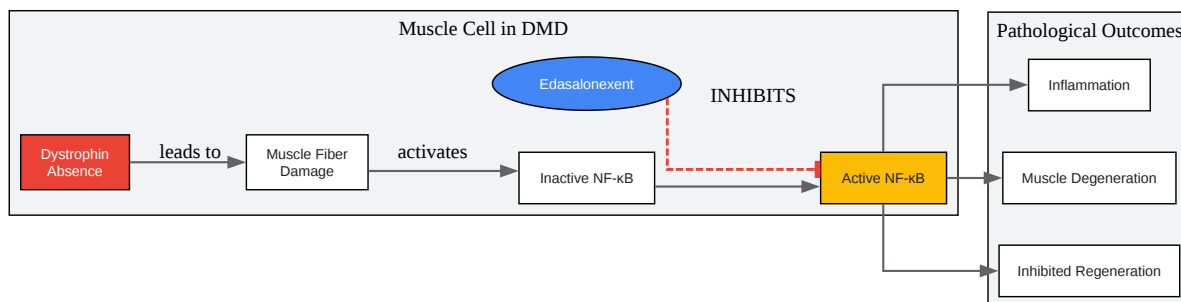 Muscle Cell in DMD
Pathological Outcomes
Edasalonexent
INHIBITS
Inflammation
Dystrophin
Absence
leads to
Muscle Fiber
Damage
activates
Inactive NF-κB
Active NF-κB
Muscle Degeneration
Inhibited Regeneration